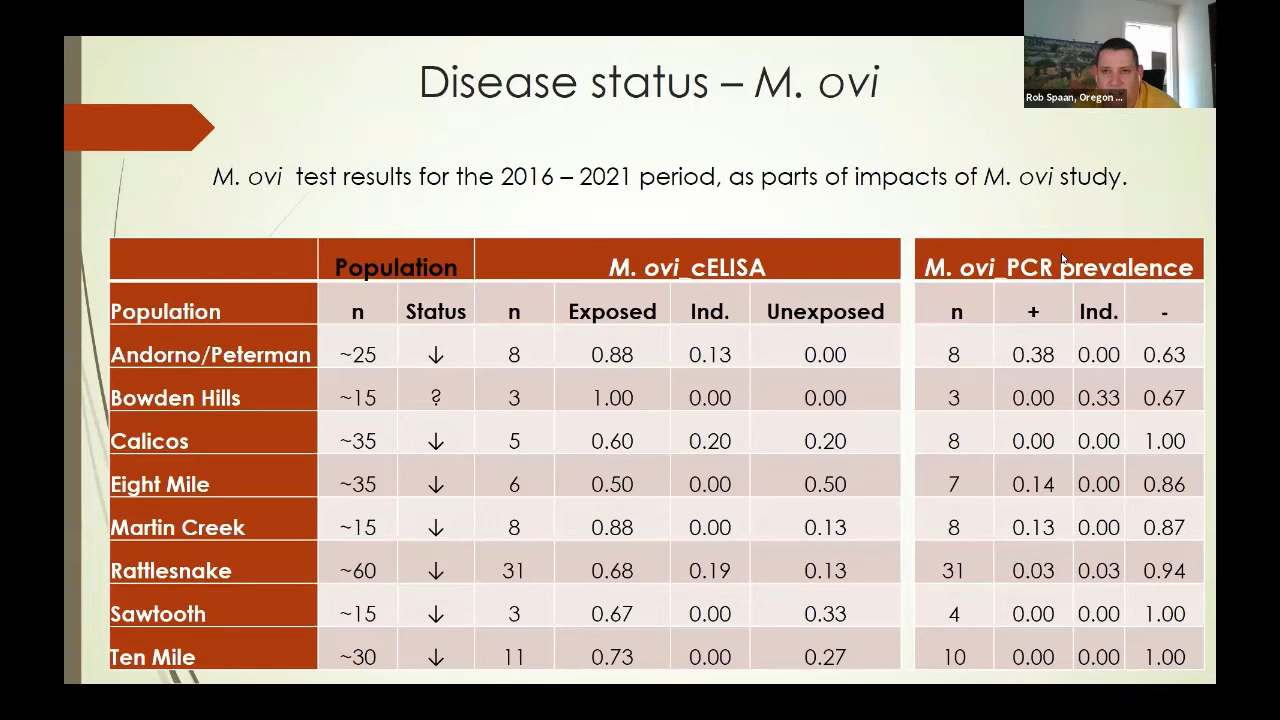 Disease status – M. ovi
Rob Spaan, Oregon ...
M. ovi test results for the 2016 – 2021 period, as parts of impacts of M. ovi study.
Population M. ovi_cELISA M. ovi_PCR prevalence
Population n Status n Exposed Ind. Unexposed n + Ind. -
Andorno/Peterman ~25 ↓ 8 0.88 0.13 0.00 8 0.38 0.00 0.63
Bowden Hills ~15 ? 3 1.00 0.00 0.00 3 0.00 0.33 0.67
Calicos ~35 ↓ 5 0.60 0.20 0.20 8 0.00 0.00 1.00
Eight Mile ~35 ↓ 6 0.50 0.00 0.50 7 0.14 0.00 0.86
Martin Creek ~15 ↓ 8 0.88 0.00 0.13 8 0.13 0.00 0.87
Rattlesnake ~60 ↓ 31 0.68 0.19 0.13 31 0.03 0.03 0.94
Sawtooth ~15 ↓ 3 0.67 0.00 0.33 4 0.00 0.00 1.00
Ten Mile ~30 ↓ 11 0.73 0.00 0.27 10 0.00 0.00 1.00